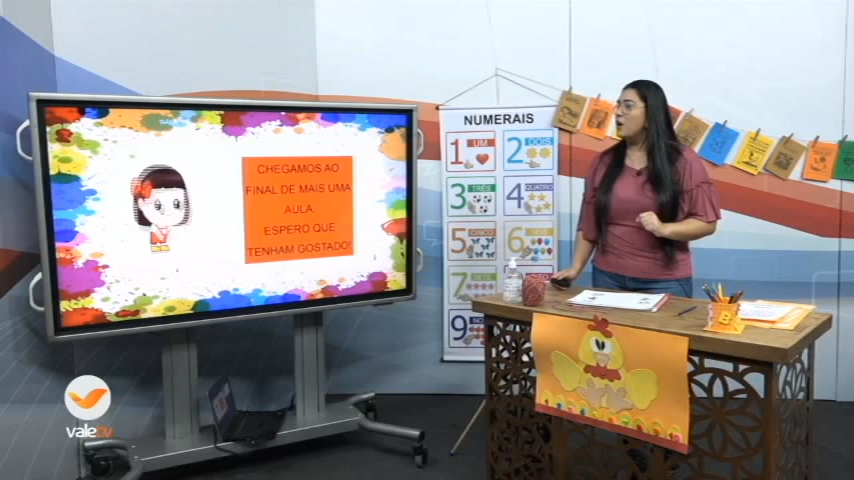 CHEGAMOS AO
FINAL DE MAIS UMA
AULA.
ESPERO QUE
TENHAM GOSTADO!
NUMERAIS
1 UM
2 DOIS
3 TRÊS
4 QUATRO
5 CINCO
6 SEIS
7 SETE
9
valetv